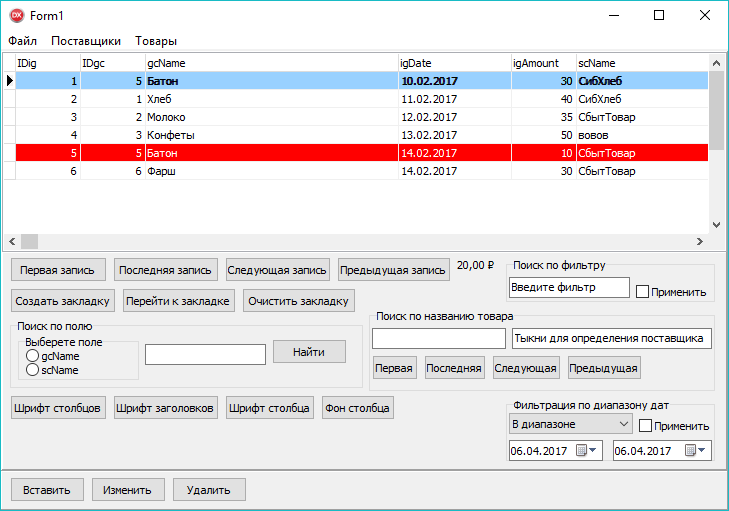 DX Form1
Файл Поставщики Товары
IDig IDgc gcName igDate igAmount scName
1 5 Батон 10.02.2017 30 СибХлеб
2 1 Хлеб 11.02.2017 40 СибХлеб
3 2 Молоко 12.02.2017 35 СбытТовар
4 3 Конфеты 13.02.2017 50 вовов
5 5 Батон 14.02.2017 10 СбытТовар
6 6 Фарш 14.02.2017 30 СбытТовар
Первая запись Последняя запись Следующая запись Предыдущая запись 20,00 ₽
Поиск по фильтру
Введите фильтр Применить
Создать закладку Перейти к закладке Очистить закладку
Поиск по полю
Выберете поле
gcName
scName
Найти
Поиск по названию товара
Тыкни для определения поставщика
Первая Последняя Следующая Предыдущая
Шрифт столбцов Шрифт заголовков Шрифт столбца Фон столбца
Фильтрация по диапазону дат
В диапазоне Применить
06.04.2017 06.04.2017
Вставить Изменить Удалить